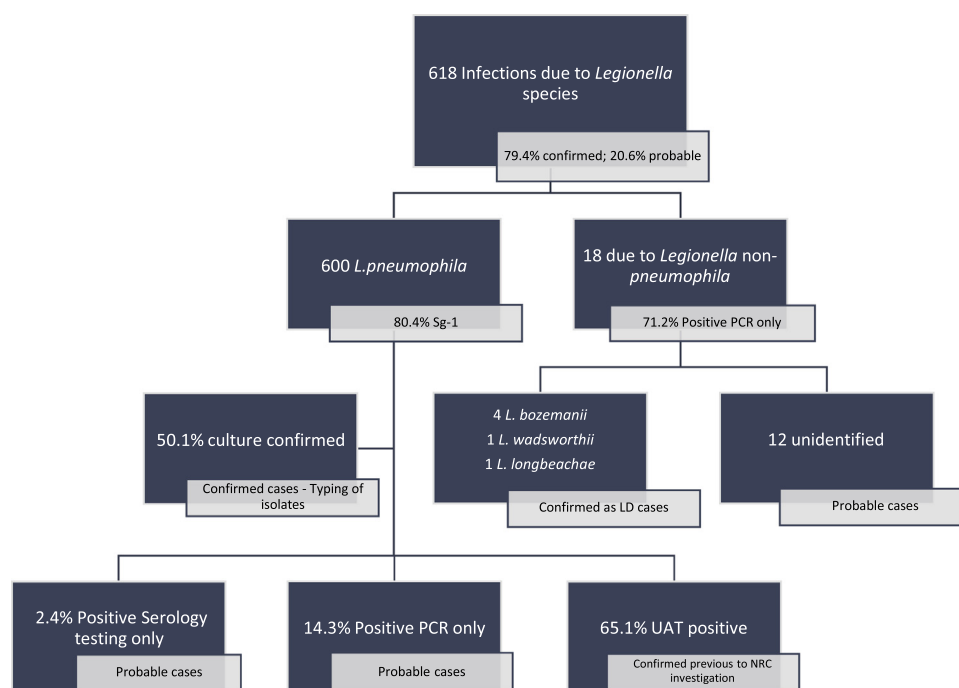 618 Infections due to Legionella
species
79.4% confirmed; 20.6% probable
600 L.pneumophila
80.4% Sg-1
18 due to Legionella non-
pneumophila
71.2% Positive PCR only
50.1% culture confirmed
Confirmed cases - Typing of
isolates
4 L. bozemanii
1 L. wadsworthii
1 L. longbeachae
Confirmed as LD cases
12 unidentified
Probable cases
2.4% Positive Serology
testing only
Probable cases
14.3% Positive PCR only
Probable cases
65.1% UAT positive
Confirmed previous to NRC
investigation